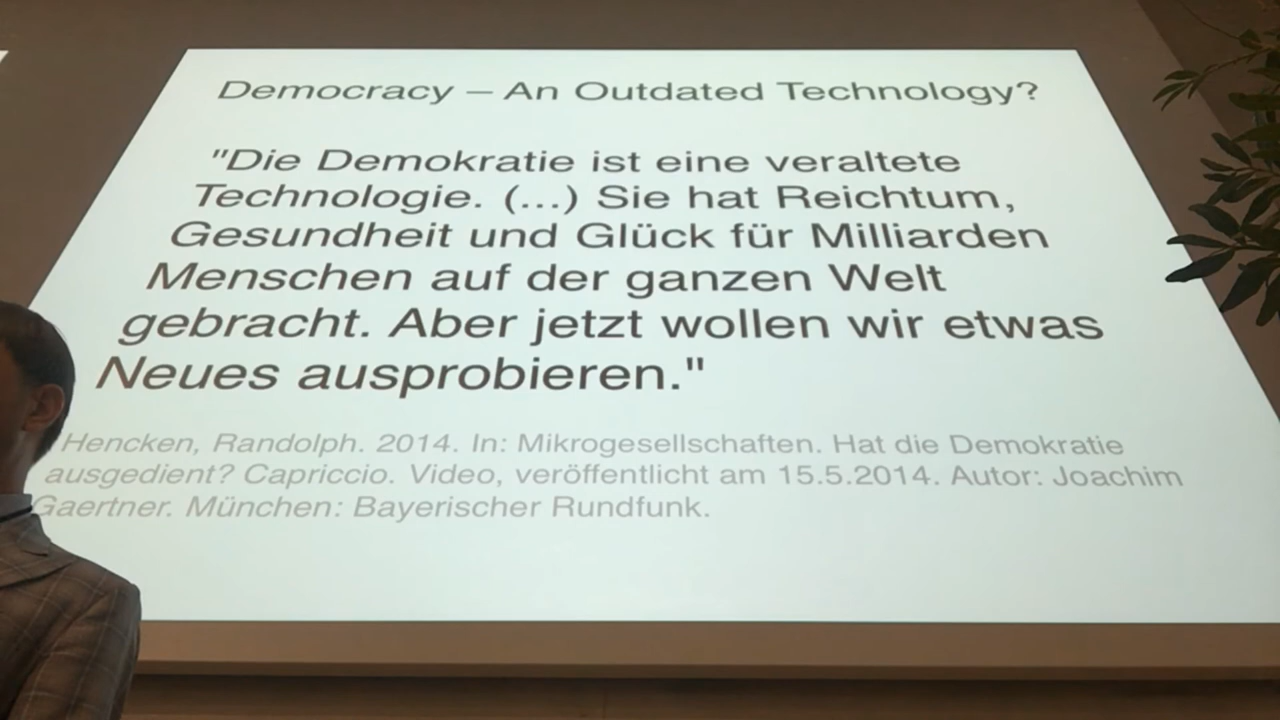 Democracy – An Outdated Technology?
"Die Demokratie ist eine veraltete
Technologie. (...) Sie hat Reichtum,
Gesundheit und Glück für Milliarden
Menschen auf der ganzen Welt
gebracht. Aber jetzt wollen wir etwas
Neues ausprobieren."
Hencken, Randolph. 2014. In: Mikrogesellschaften. Hat die Demokratie
ausgedient? Capriccio. Video, veröffentlicht am 15.5.2014. Autor: Joachim
Gaertner. München: Bayerischer Rundfunk.